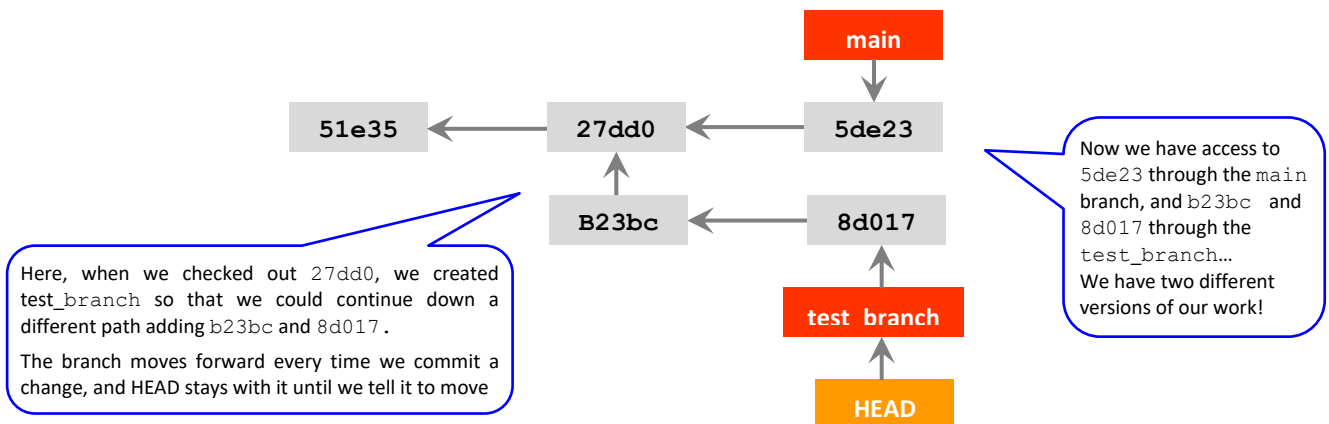 main
51e35
27dd0
5de23
B23bc
8d017
test branch
HEAD
Here, when we checked out 27dd0, we created
test_branch so that we could continue down a
different path adding b23bc and 8d017.
The branch moves forward every time we commit a
change, and HEAD stays with it until we tell it to move
Now we have access to
5de23 through the main
branch, and b23bc and
8d017 through the
test_branch…
We have two different
versions of our work!